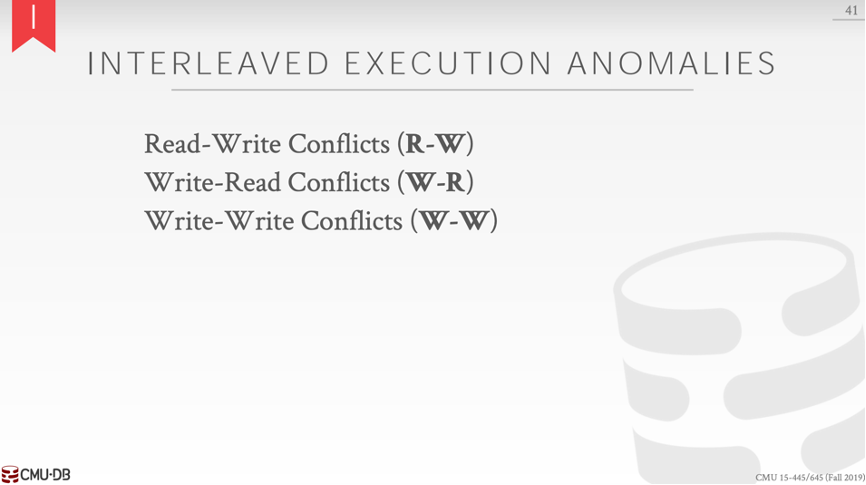 I
41
INTERLEAVED EXECUTION ANOMALIES
Read-Write Conflicts (R-W)
Write-Read Conflicts (W-R)
Write-Write Conflicts (W-W)
CMU·DB
CMU 15-445/645 (Fall 2019)